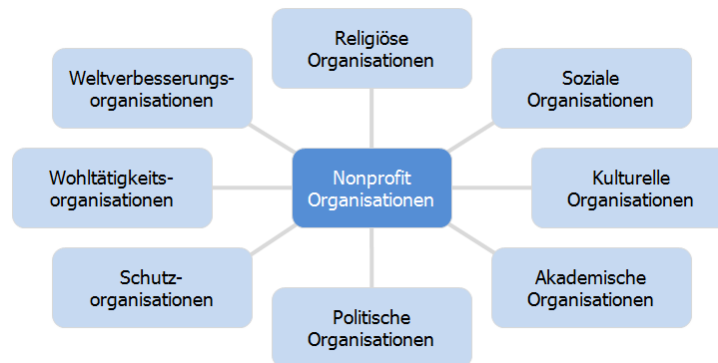 Religiöse
Organisationen
Weltverbesserungs-
organisationen
Soziale
Organisationen
Wohltätigkeits-
organisationen
Nonprofit
Organisationen
Kulturelle
Organisationen
Schutz-
organisationen
Akademische
Organisationen
Politische
Organisationen